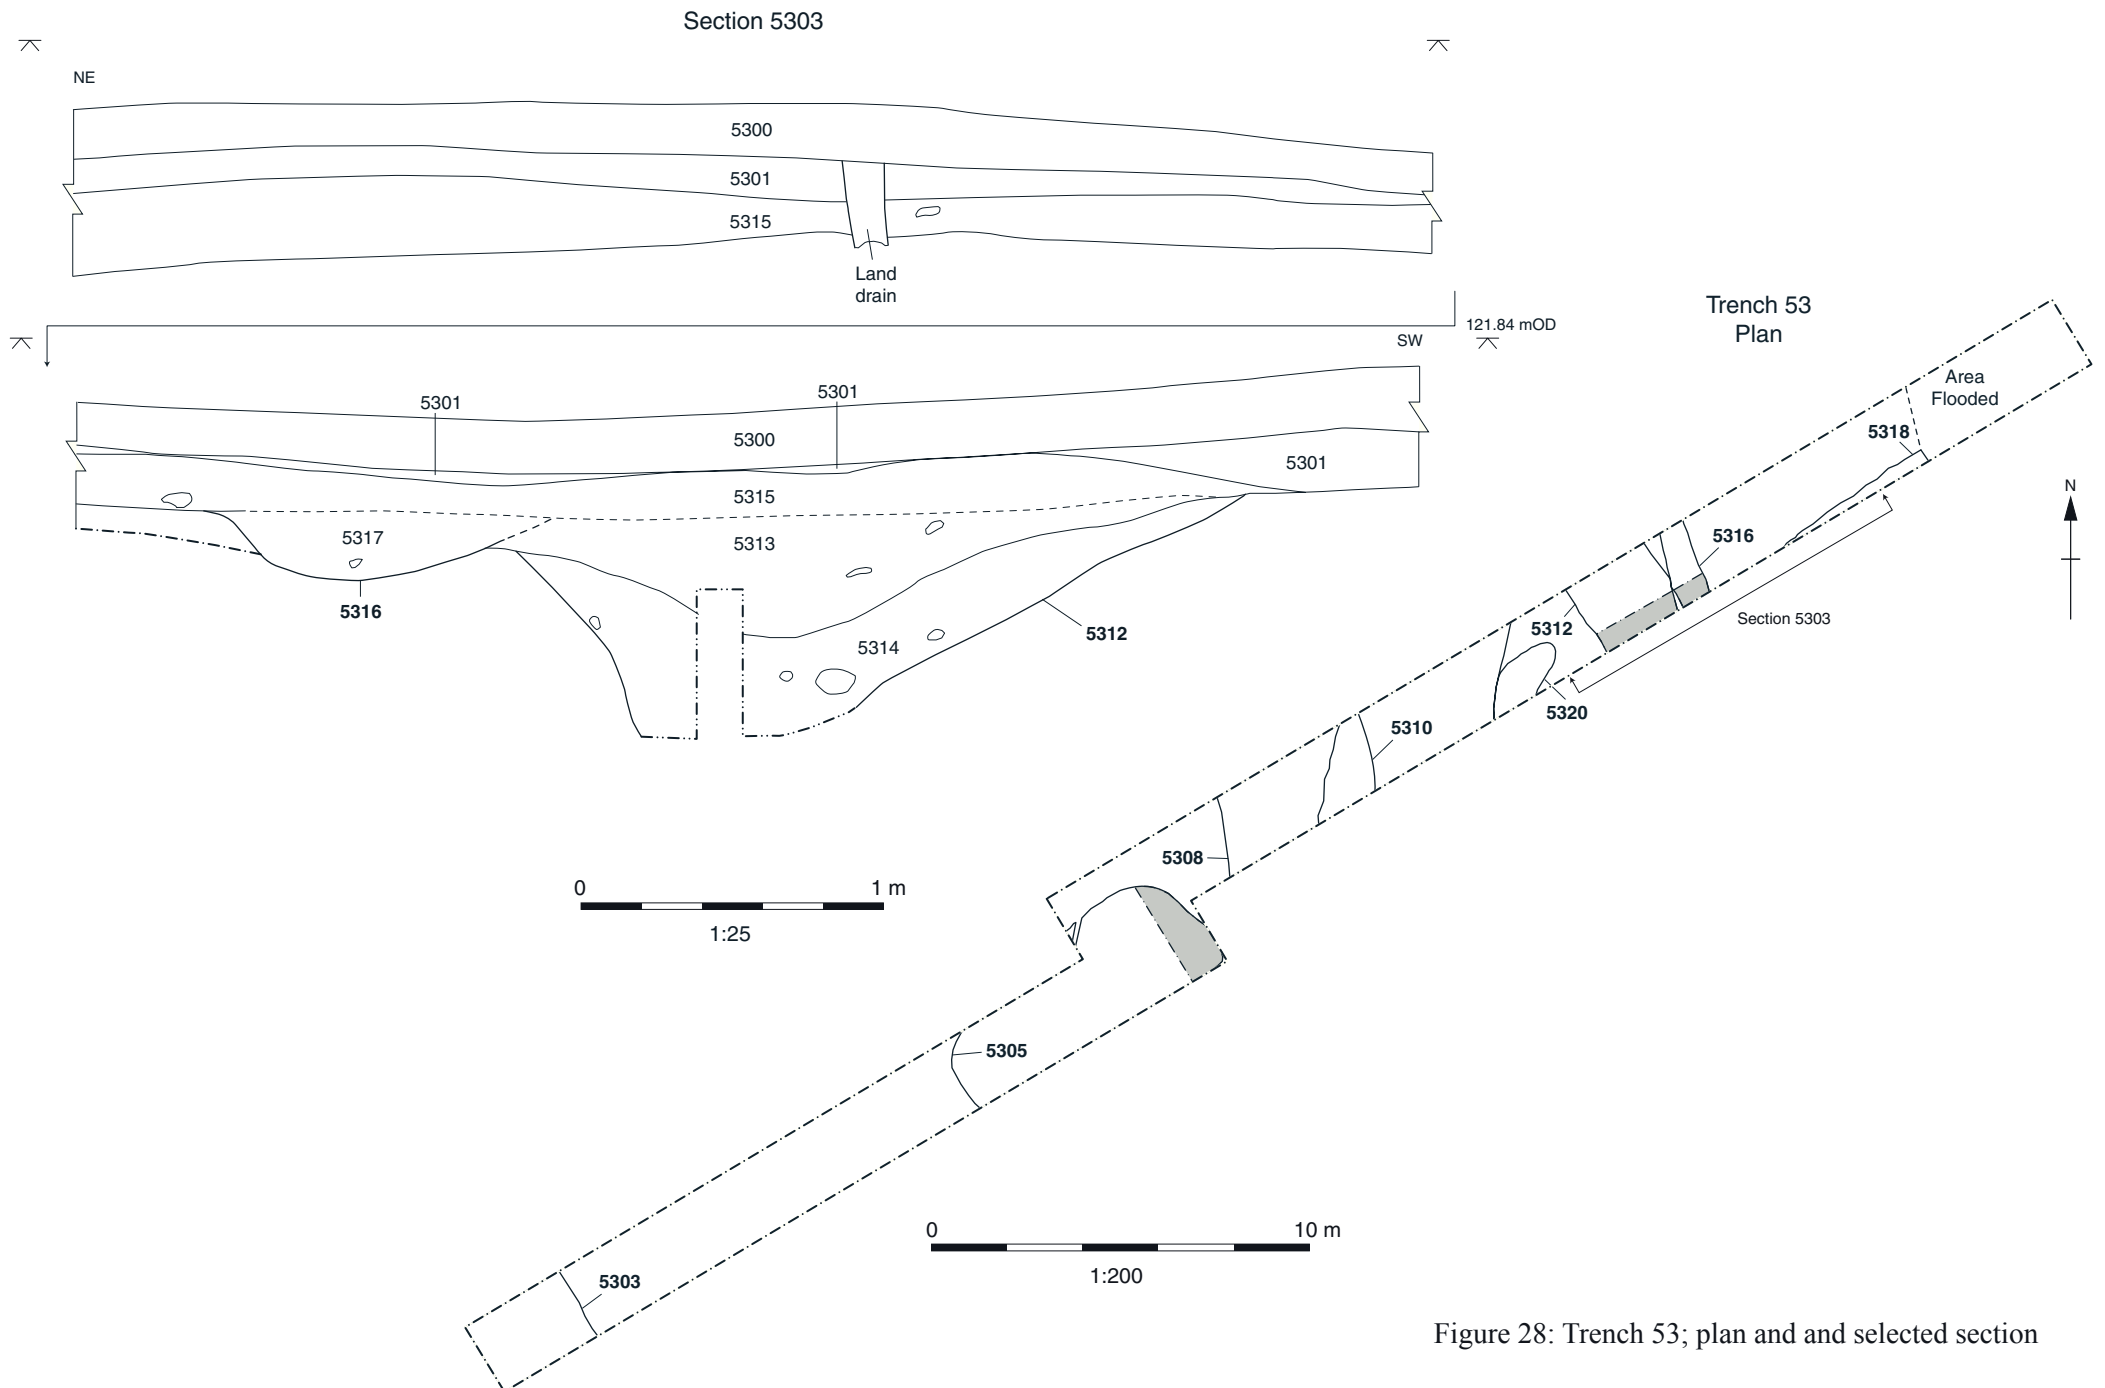 Section 5303
NE
5300
5301
5315
Land
drain
121.84 mOD
SW
5301
5301
5300
5301
5315
5317
5313
5316
5312
5314
0 1 m
1:25
Trench 53
Plan
Area
Flooded
5318
N
5316
Section 5303
5312
5320
5310
5308
5305
5303
0 10 m
1:200
Figure 28: Trench 53; plan and and selected section